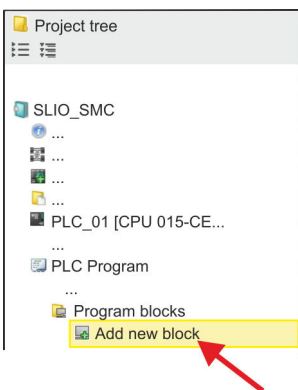 Project tree
SLIO_SMC
...
...
...
...
PLC_01 [CPU 015-CE...
...
PLC Program
...
Program blocks
Add new block